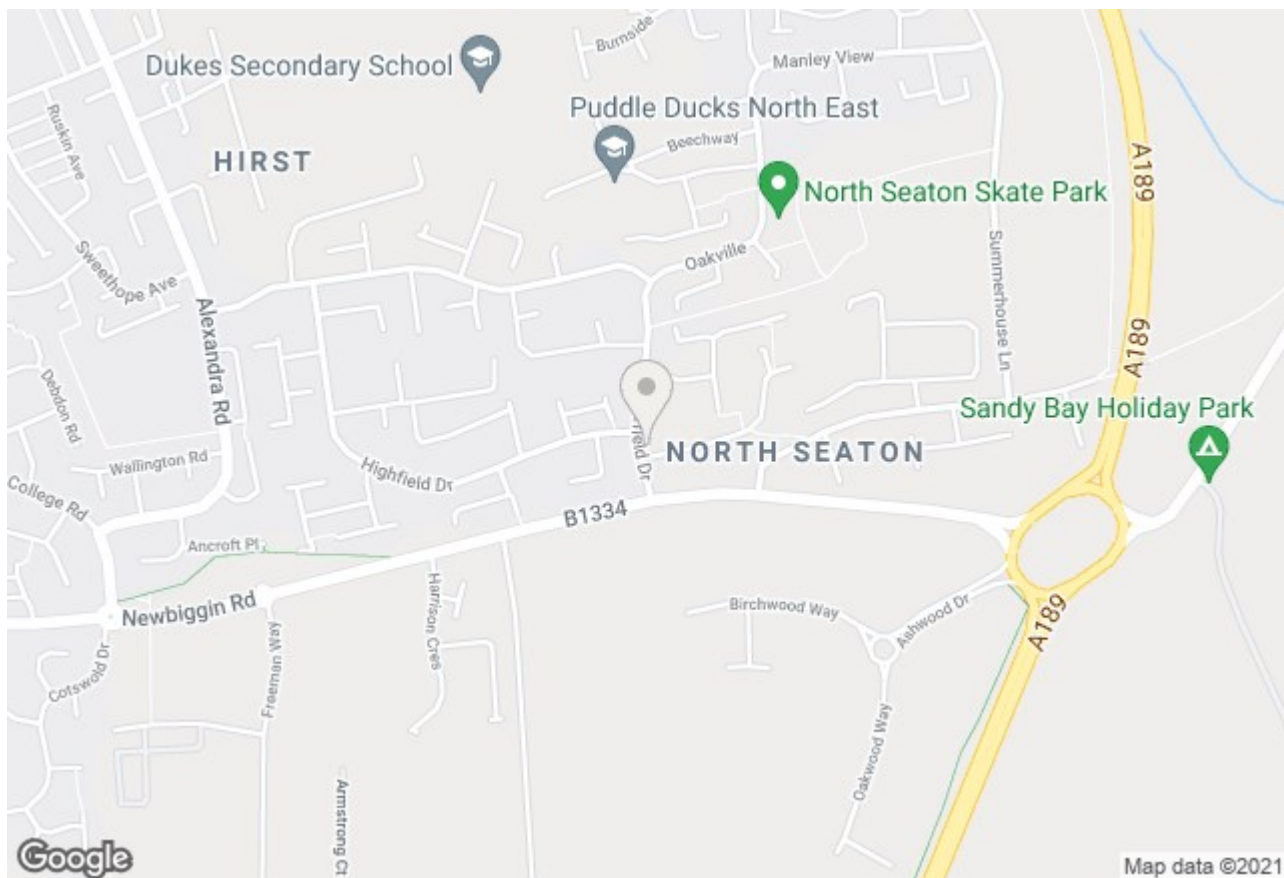 Burnside
Manley View
Dukes Secondary School
Puddle Ducks North East
Beechway
Ruskin Ave
HIRST
A189
North Seaton Skate Park
Sweethope Ave
Oakville
Summerhouse Ln
Alexandra Rd
A189
Debdon Rd
Sandy Bay Holiday Park
field Dr
NORTH SEATON
Wallington Rd
Highfield Dr
College Rd
B1334
Ancroft Pl
Newbiggin Rd
Harrison Cres
Birchwood Way
Ashwood Dr
A189
Cotswold Dr
Freeman Way
Oakwood Way
Armstrong Ct
Google
Map data ©2021